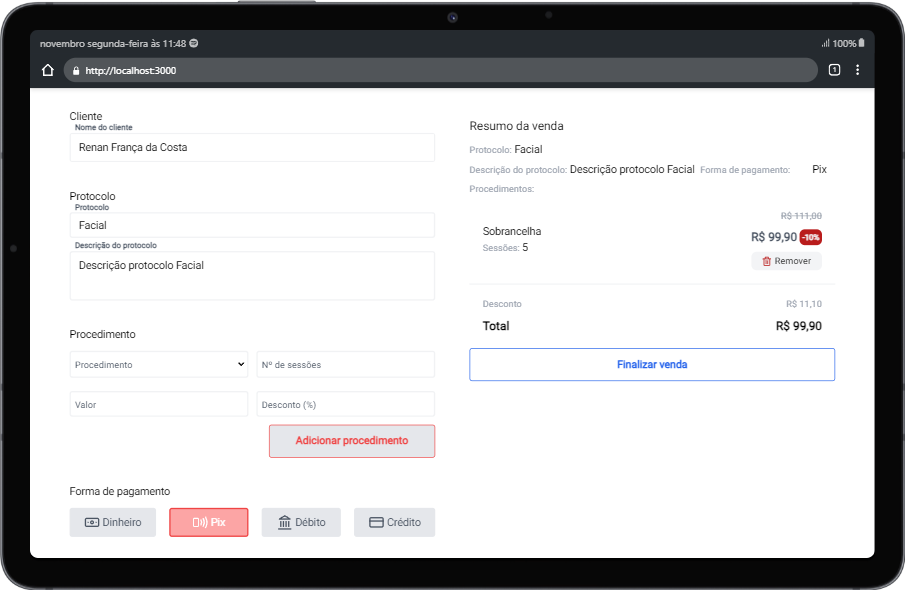 novembro segunda-feira às 11:48
100%
http://localhost:3000
1
Cliente
Nome do cliente
Renan França da Costa
Protocolo
Protocolo
Facial
Descrição do protocolo
Descrição protocolo Facial
Procedimento
Procedimento
Nº de sessões
Valor
Desconto (%)
Adicionar procedimento
Forma de pagamento
Dinheiro
Pix
Débito
Crédito
Resumo da venda
Protocolo: Facial
Descrição do protocolo: Descrição protocolo Facial Forma de pagamento: Pix
Procedimentos:
R$ 111,00
Sobrancelha
R$ 99,90 -10%
Sessões: 5
Remover
Desconto R$ 11,10
Total R$ 99,90
Finalizar venda